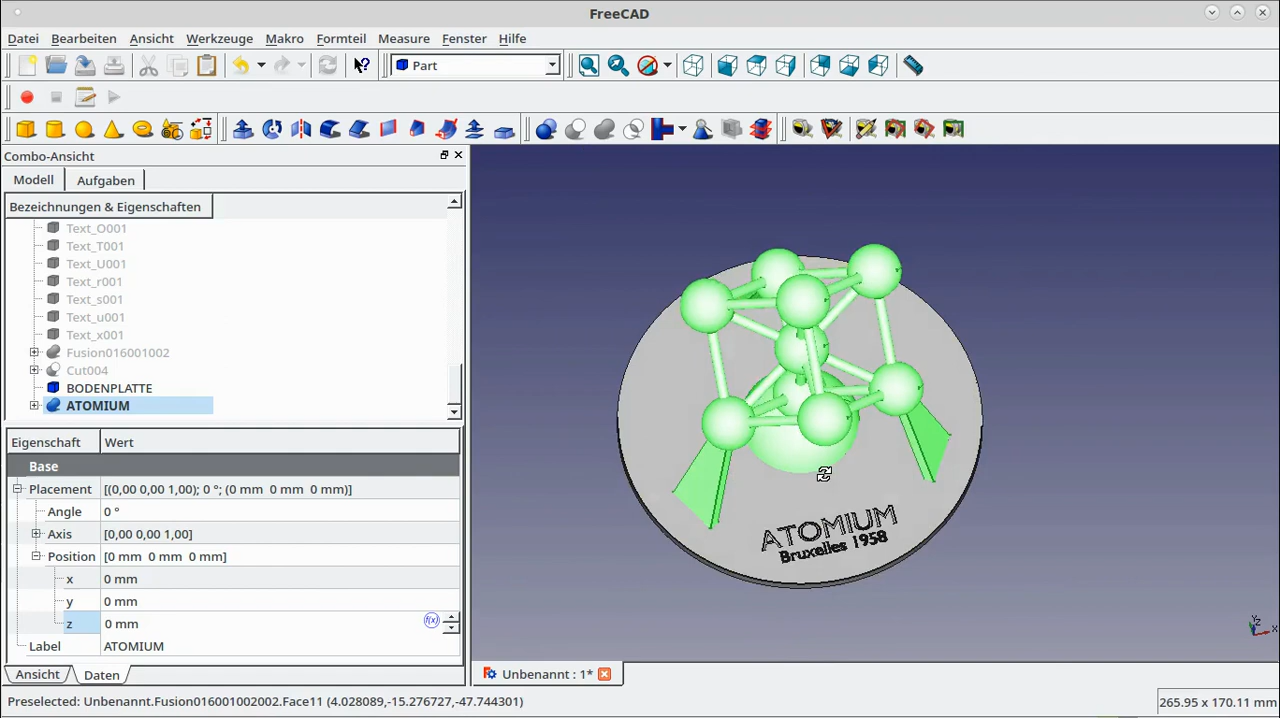 FreeCAD
Datei Bearbeiten Ansicht Werkzeuge Makro Formteil Measure Fenster Hilfe
Part
Combo-Ansicht
Modell Aufgaben
Bezeichnungen & Eigenschaften
Text_O001
Text_T001
Text_U001
Text_r001
Text_s001
Text_u001
Text_x001
Fusion016001002
Cut004
BODENPLATTE
ATOMIUM
Eigenschaft Wert
Base
Placement [(0,00 0,00 1,00); 0 °; (0 mm 0 mm 0 mm)]
Angle 0 °
Axis [0,00 0,00 1,00]
Position [0 mm 0 mm 0 mm]
x 0 mm
y 0 mm
z 0 mm
f(x)
Label ATOMIUM
Ansicht Daten
ATOMIUM
Bruxelles 1958
Unbenannt : 1*
Preselected: Unbenannt.Fusion016001002002.Face11 (4.028089,-15.276727,-47.744301)
265.95 x 170.11 mm